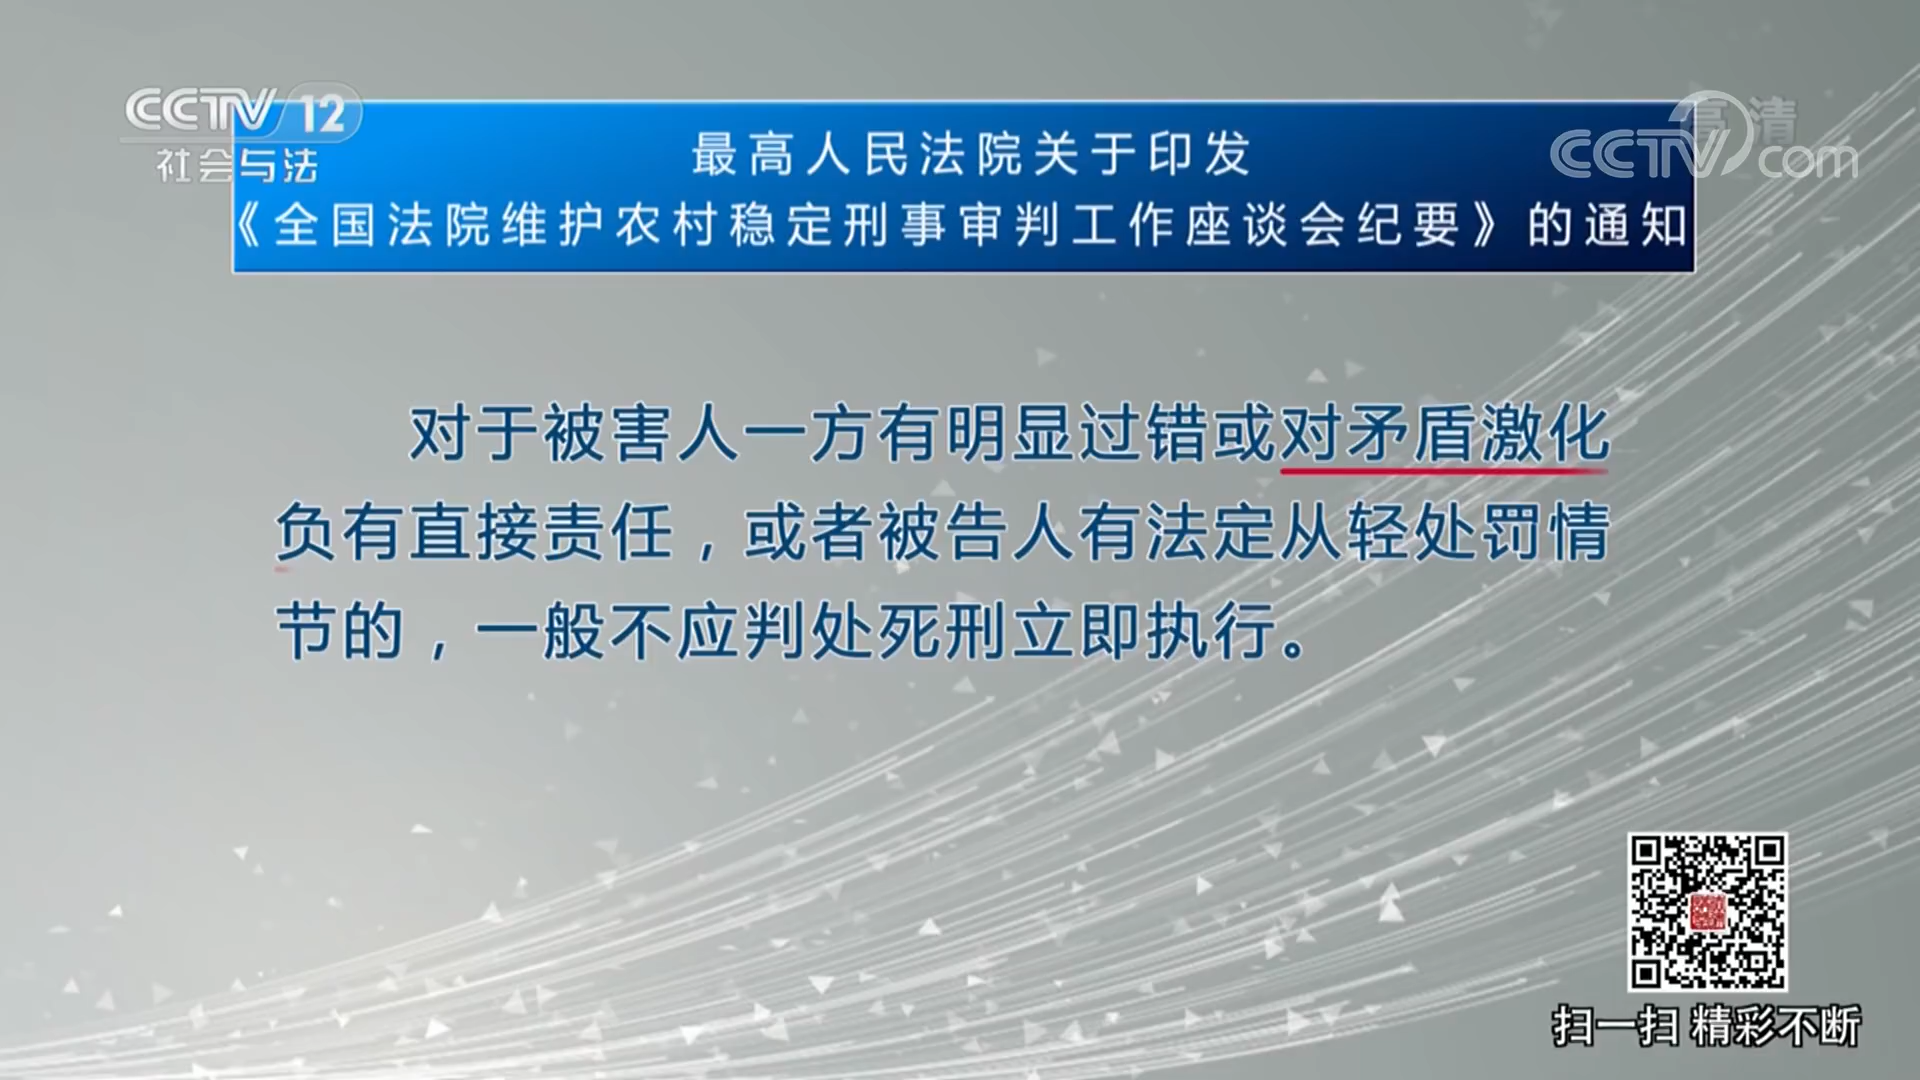 CCTV 12
社会与法
高清
CCTV.com
最高人民法院关于印发
《全国法院维护农村稳定刑事审判工作座谈会纪要》的通知
对于被害人一方有明显过错或对矛盾激化
负有直接责任，或者被告人有法定从轻处罚情
节的，一般不应判处死刑立即执行。
扫一扫 精彩不断